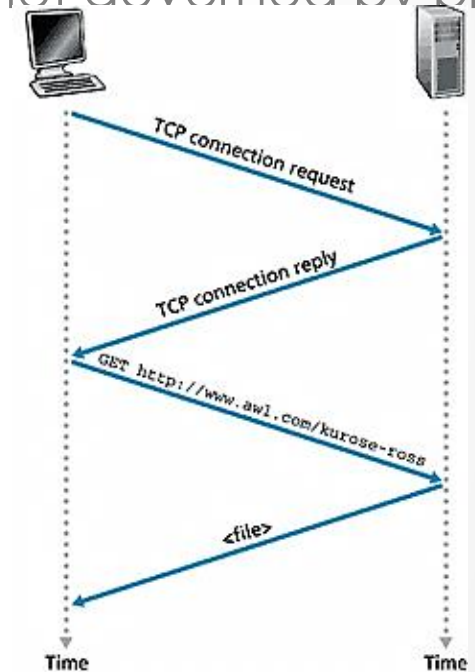 TCP connection request
TCP connection reply
GET http://www.awl.com/kurose-ross
<file>
Time
Time